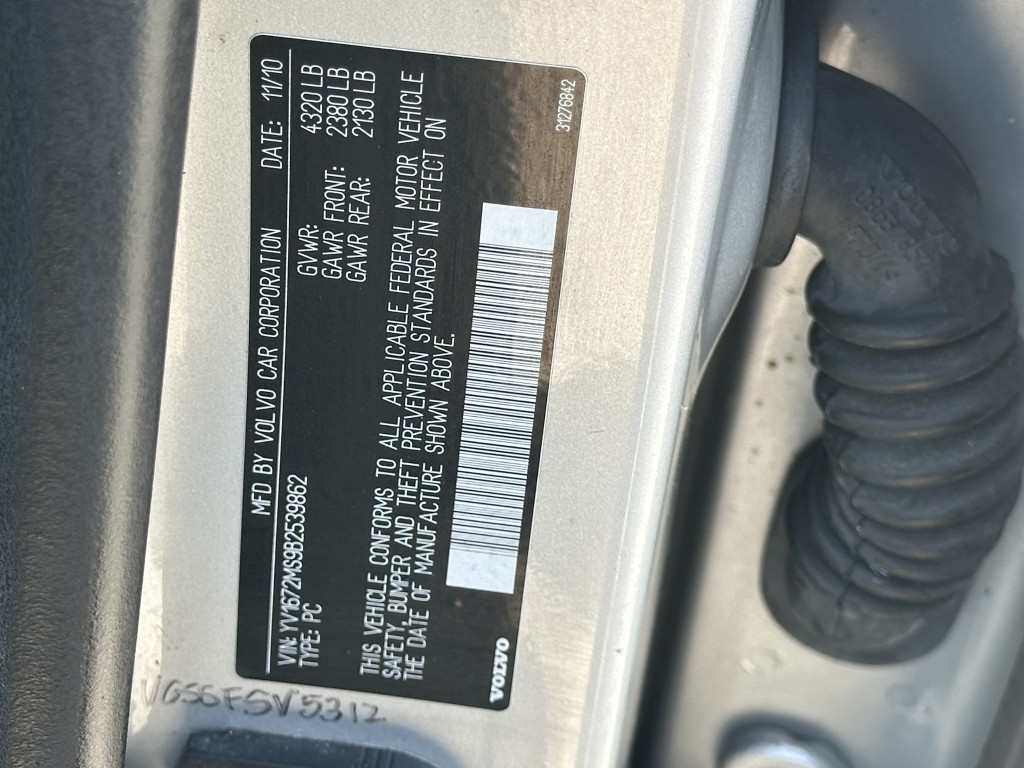 MFD BY VOLVO CAR CORPORATION DATE: 11/10
VIN: YV1672MS9B2539862
TYPE: PC
GVWR: 4320 LB
GAWR FRONT: 2380 LB
GAWR REAR: 2130 LB
THIS VEHICLE CONFORMS TO ALL APPLICABLE FEDERAL MOTOR VEHICLE
SAFETY, BUMPER AND THEFT PREVENTION STANDARDS IN EFFECT ON
THE DATE OF MANUFACTURE SHOWN ABOVE.
VOLVO
31276842